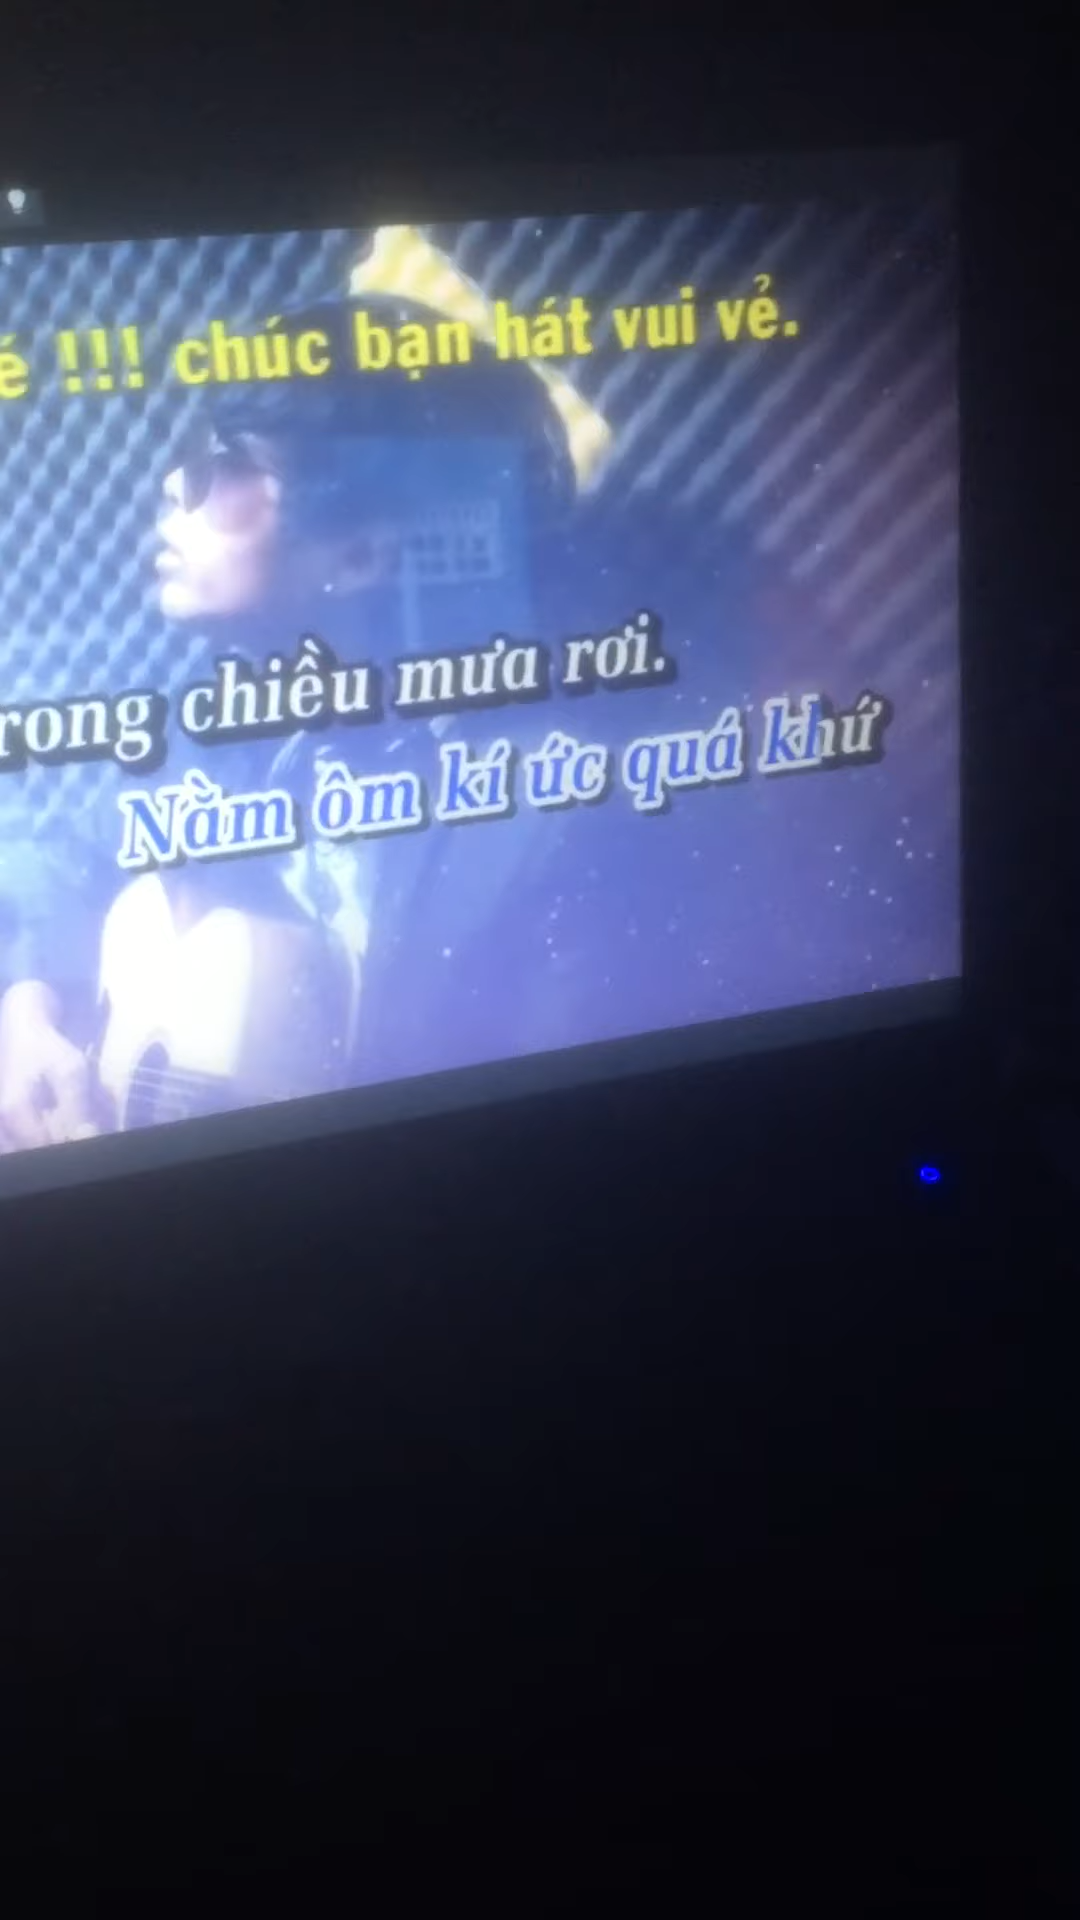 é !!! chúc bạn hát vui vẻ.
rong chiều mưa rơi.
Nằm ôm kí ức quá khứ